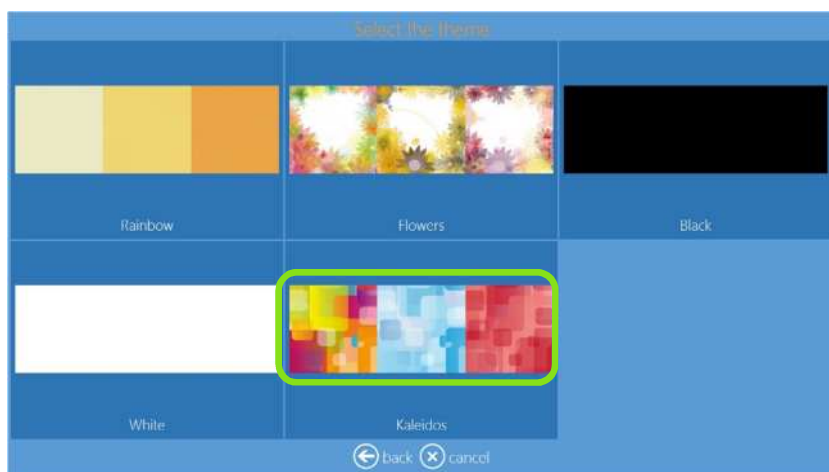 Select the theme
Rainbow
Flowers
Black
White
Kaleidos
back cancel